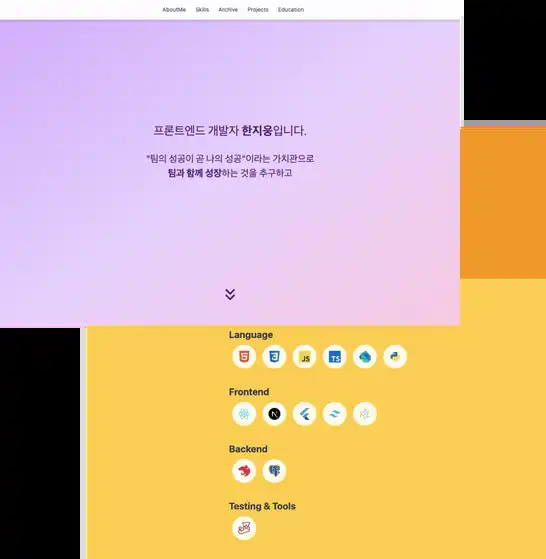 AboutMe Skills Archive Projects Education
프론트엔드 개발자 한지웅입니다.
"팀의 성공이 곧 나의 성공"이라는 가치관으로
팀과 함께 성장하는 것을 추구하고
Language
JS
TS
Frontend
N
Backend
Testing & Tools